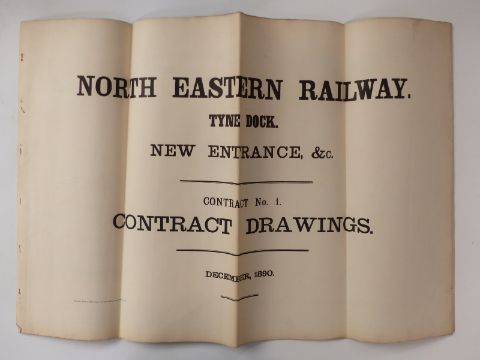 NORTH EASTERN RAILWAY.
TYNE DOCK.
NEW ENTRANCE, &c.
CONTRACT No. 1.
CONTRACT DRAWINGS.
DECEMBER, 1890.